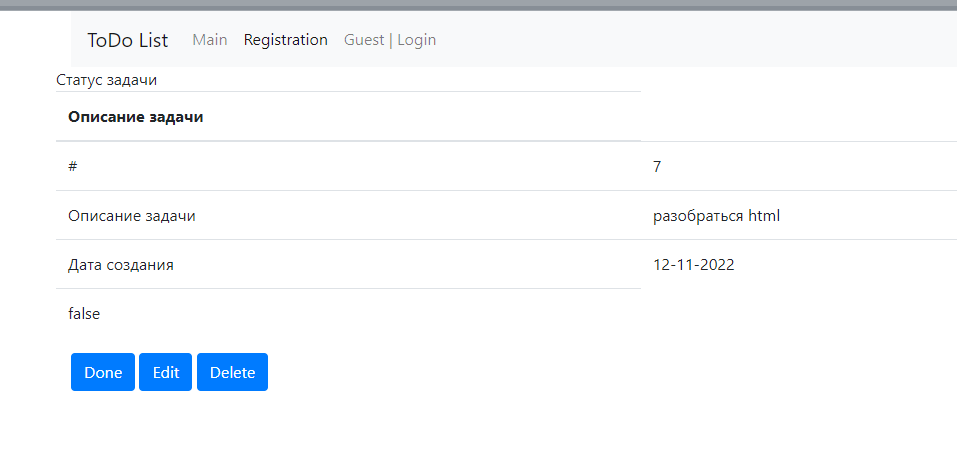 ToDo List Main Registration Guest | Login
Статус задачи
Описание задачи
# 7
Описание задачи разобраться html
Дата создания 12-11-2022
false
Done Edit Delete